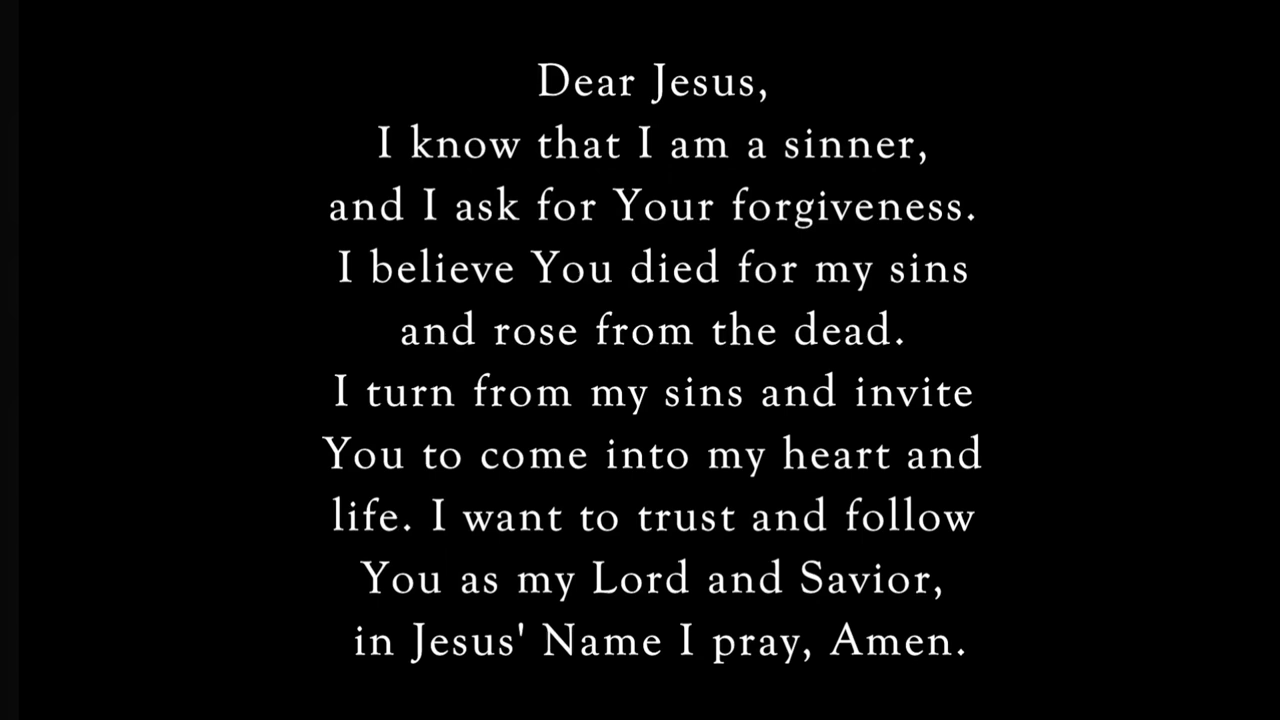 Dear Jesus,
I know that I am a sinner,
and I ask for Your forgiveness.
I believe You died for my sins
and rose from the dead.
I turn from my sins and invite
You to come into my heart and
life. I want to trust and follow
You as my Lord and Savior,
in Jesus' Name I pray, Amen.